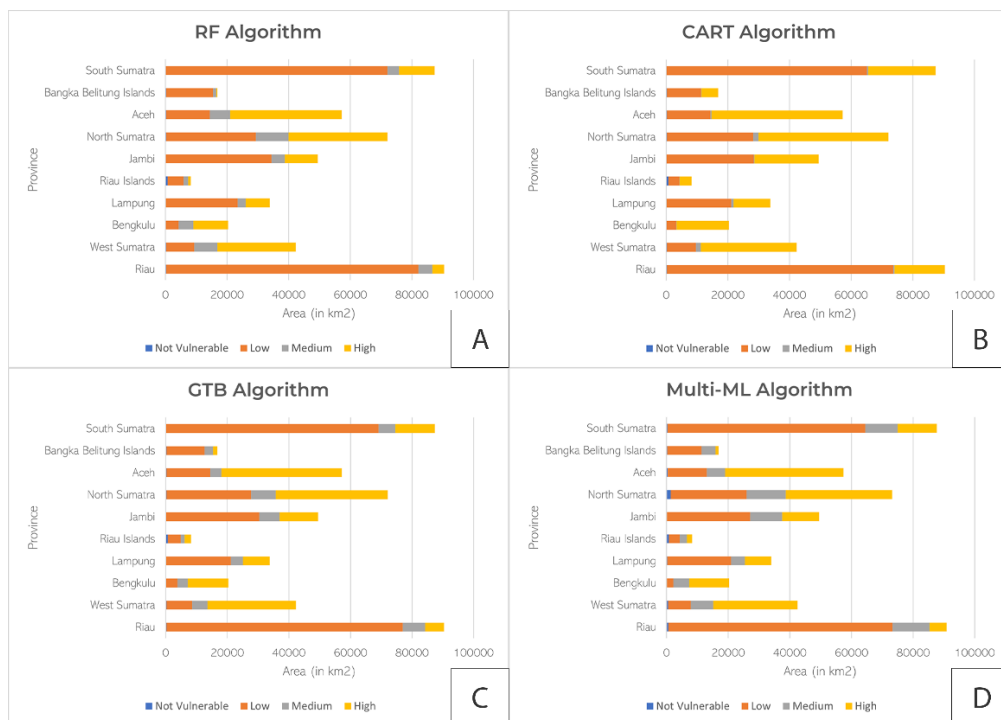 RF Algorithm
South Sumatra
Bangka Belitung Islands
Aceh
North Sumatra
Jambi
Riau Islands
Lampung
Bengkulu
West Sumatra
Riau
Province
0 20000 40000 60000 80000 100000
Area (in km2)
Not Vulnerable Low Medium High
A
CART Algorithm
South Sumatra
Bangka Belitung Islands
Aceh
North Sumatra
Jambi
Riau Islands
Lampung
Bengkulu
West Sumatra
Riau
Province
0 20000 40000 60000 80000 100000
Area (in km2)
Not Vulnerable Low Medium High
B
GTB Algorithm
South Sumatra
Bangka Belitung Islands
Aceh
North Sumatra
Jambi
Riau Islands
Lampung
Bengkulu
West Sumatra
Riau
Province
0 20000 40000 60000 80000 100000
Area (in km2)
Not Vulnerable Low Medium High
C
Multi-ML Algorithm
South Sumatra
Bangka Belitung Islands
Aceh
North Sumatra
Jambi
Riau Islands
Lampung
Bengkulu
West Sumatra
Riau
Province
0 20000 40000 60000 80000 100000
Area (in km2)
Not Vulnerable Low Medium High
D